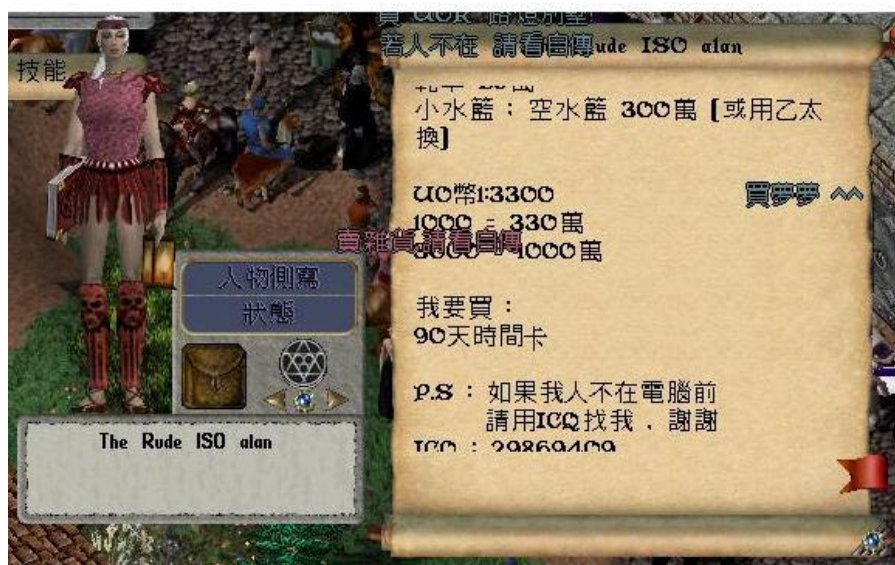 若人不在 請看自傳
ude ISO alan
技能
小水籃：空水籃 300萬 [或用乙太
換]
UO幣1:3300
買夢夢 ^^
1000 = 330萬
賣雜貨 請看自傳
1000萬
人物側寫
狀態
我要買：
90天時間卡
P.S：如果我人不在電腦前
請用ICQ找我．謝謝
ICQ : 29869409
The Rude ISO alan